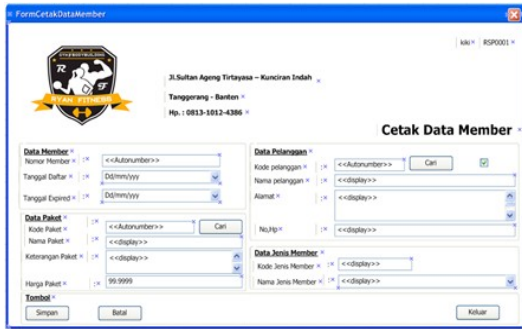 FormCetakDataMember
kiki RSP0001
GYM&BODYBUILDING
R F
RYAN FITNESS
Jl.Sultan Ageng Tirtayasa – Kunciran Indah
Tanggerang - Banten
Hp. : 0813-1012-4386
Cetak Data Member
Data Member
Nomor Member : <<Autonumber>>
Tanggal Daftar : Dd/mm/yyy
Tanggal Expired : Dd/mm/yyy
Data Paket
Kode Paket : <<Autonumber>> Cari
Nama Paket : <<display>>
Keterangan Paket : <<display>>
Harga Paket : 99:9999
Data Pelanggan
Kode pelanggan : <<Autonumber>> Cari
Nama pelanggan : <<display>>
Alamat : <<display>>
No,Hp : <<display>>
Data Jenis Member
Kode Jenis Member : <<display>>
Nama Jenis Member : <<display>>
Tombol
Simpan Batal Keluar